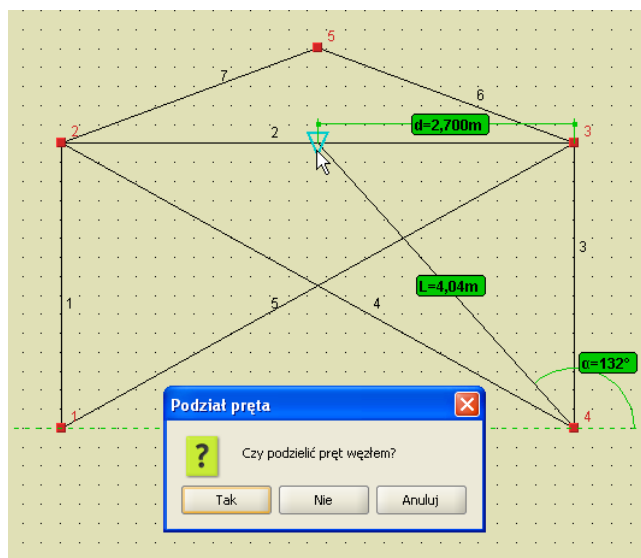 5
7
6
d=2,700m
2
2
3
L=4,04m
3
1
5
4
α=132°
1
4
Podział pręta
?
Czy podzielić pręt węzłem?
Tak Nie Anuluj